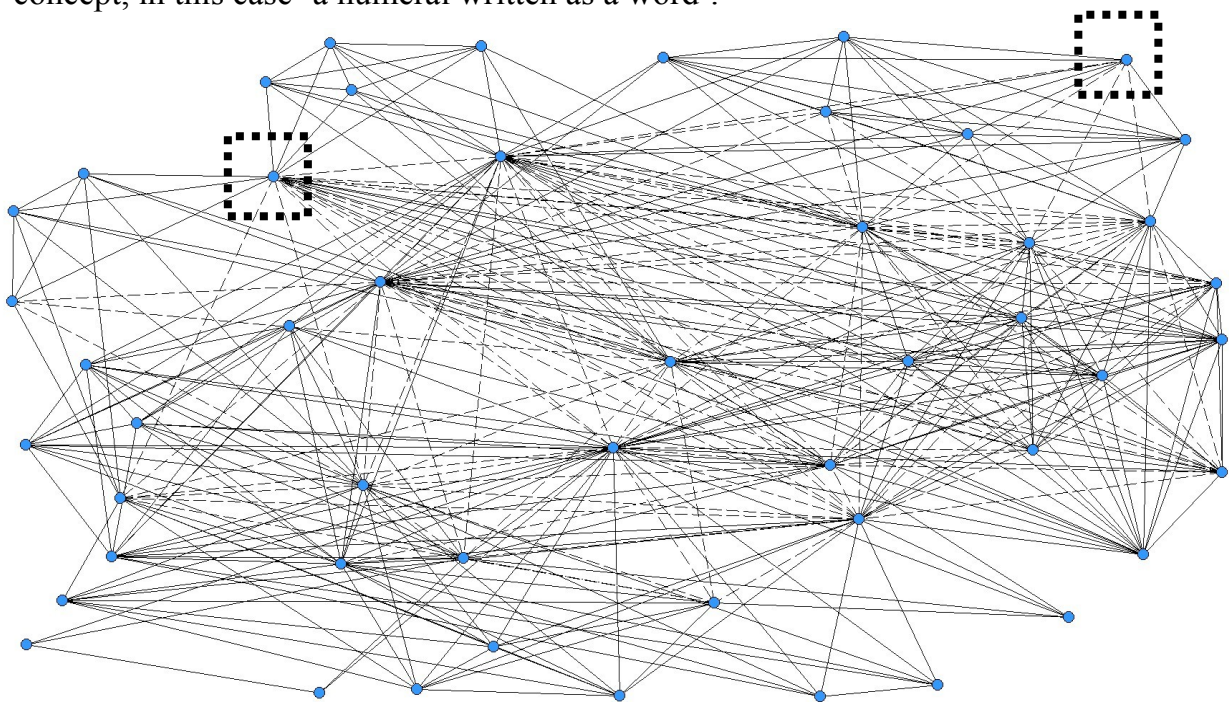 concept, in this case ‘a numeral written as a word’.